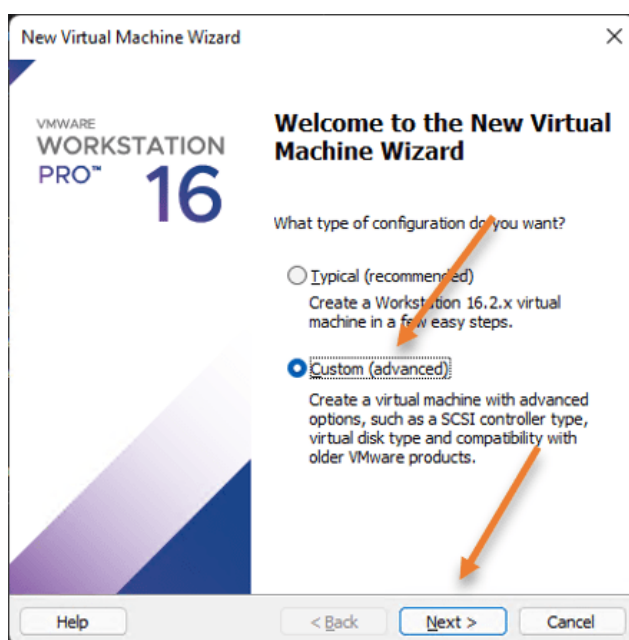 New Virtual Machine Wizard
VMWARE
WORKSTATION
PRO™
16
Welcome to the New Virtual
Machine Wizard
What type of configuration do you want?
Typical (recommended)
Create a Workstation 16.2.x virtual
machine in a few easy steps.
Custom (advanced)
Create a virtual machine with advanced
options, such as a SCSI controller type,
virtual disk type and compatibility with
older VMware products.
Help
< Back
Next >
Cancel